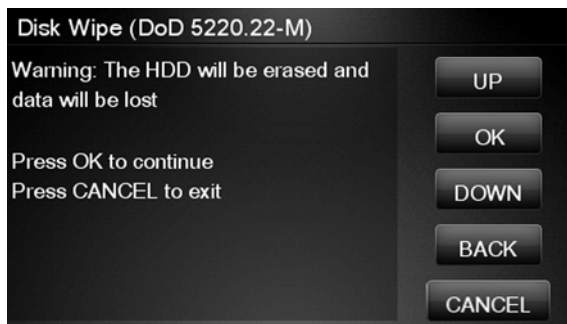 Disk Wipe (DoD 5220.22-M)
Warning: The HDD will be erased and
data will be lost
Press OK to continue
Press CANCEL to exit
UP
OK
DOWN
BACK
CANCEL